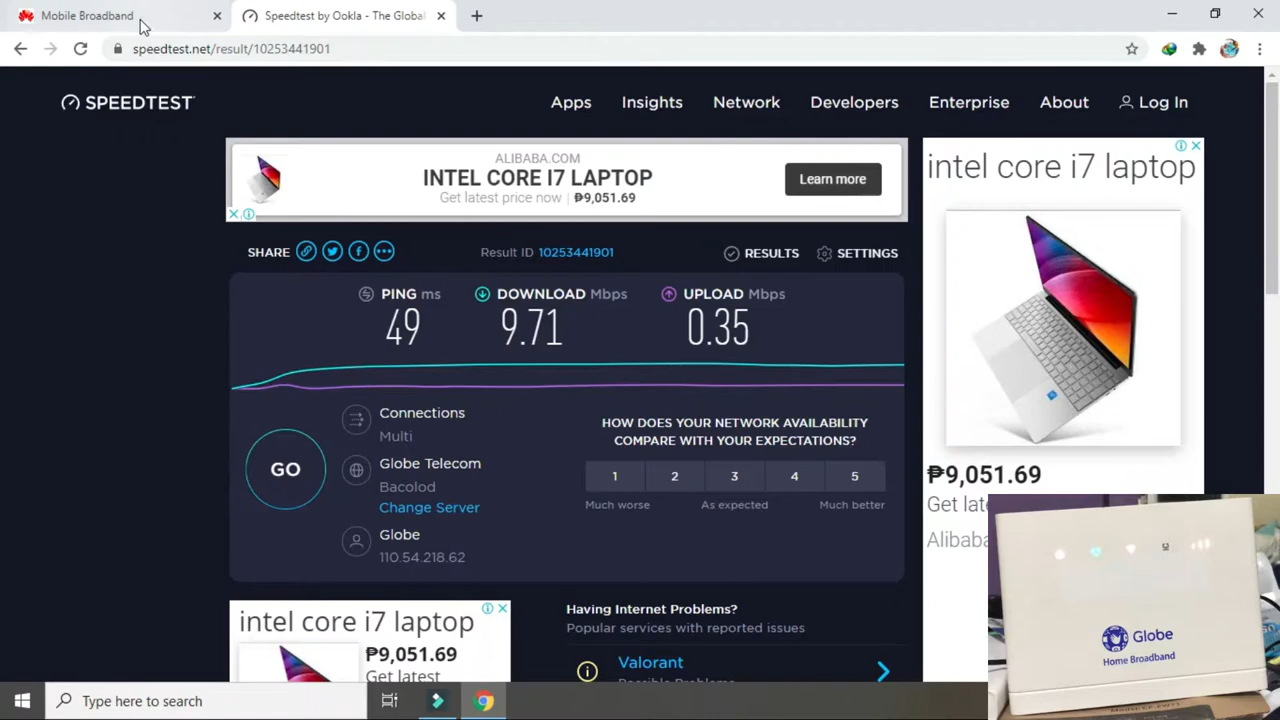 Mobile Broadband
Speedtest by Ookla - The Global
speedtest.net/result/10253441901
SPEEDTEST
Apps
Insights
Network
Developers
Enterprise
About
Log In
ALIBABA.COM
INTEL CORE I7 LAPTOP
Get latest price now | ₱9,051.69
Learn more
intel core i7 laptop
SHARE
Result ID 10253441901
RESULTS
SETTINGS
PING ms
49
DOWNLOAD Mbps
9.71
UPLOAD Mbps
0.35
GO
Connections
Multi
Globe Telecom
Bacolod
Change Server
Globe
110.54.218.62
HOW DOES YOUR NETWORK AVAILABILITY
COMPARE WITH YOUR EXPECTATIONS?
1
2
3
4
5
Much worse
As expected
Much better
₱9,051.69
Get late
Alibaba
intel core i7 laptop
₱9,051.69
Get latest
Having Internet Problems?
Popular services with reported issues
Valorant
Globe
Home Broadband
Type here to search